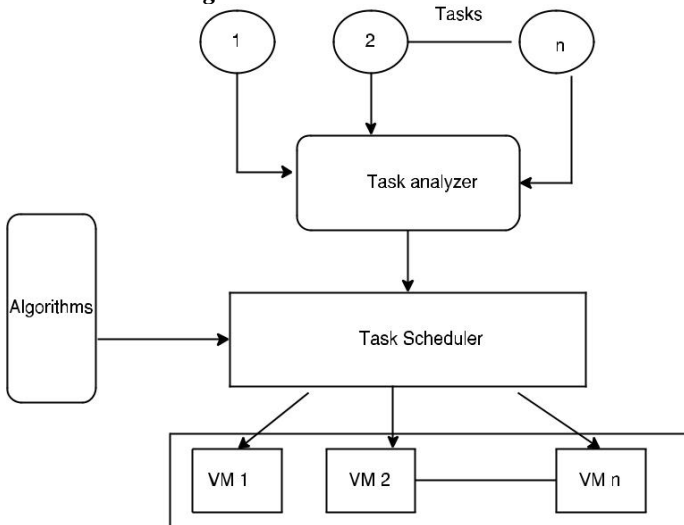 Tasks
1
2
n
Task analyzer
Algorithms
Task Scheduler
VM 1
VM 2
VM n